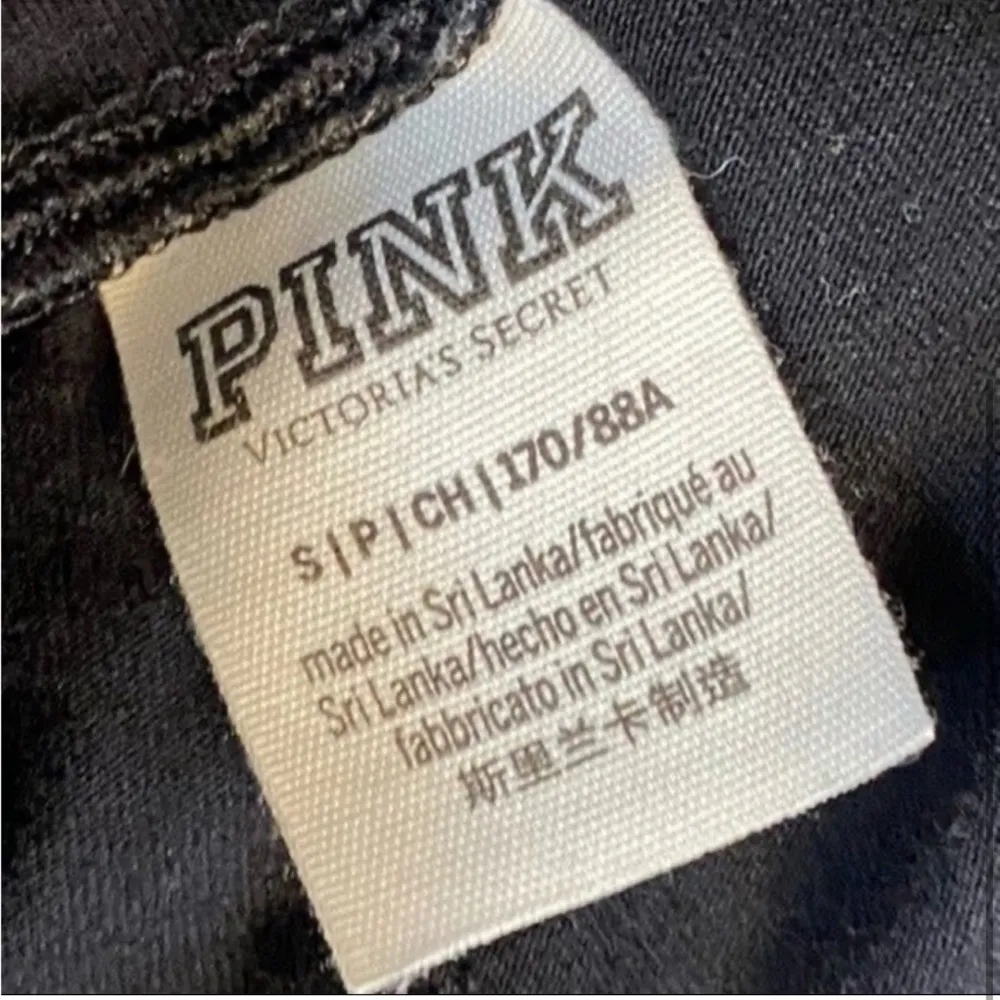 PINK
VICTORIA'S SECRET
S|P|CH|170/88A
made in Sri Lanka/fabriqué au
Sri Lanka/hecho en Sri Lanka/
fabbricato in Sri Lanka/
斯里兰卡制造